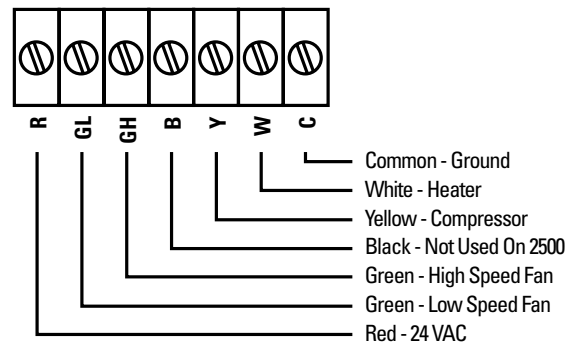 R GL GH B Y W C
Common - Ground
White - Heater
Yellow - Compressor
Black - Not Used On 2500
Green - High Speed Fan
Green - Low Speed Fan
Red - 24 VAC